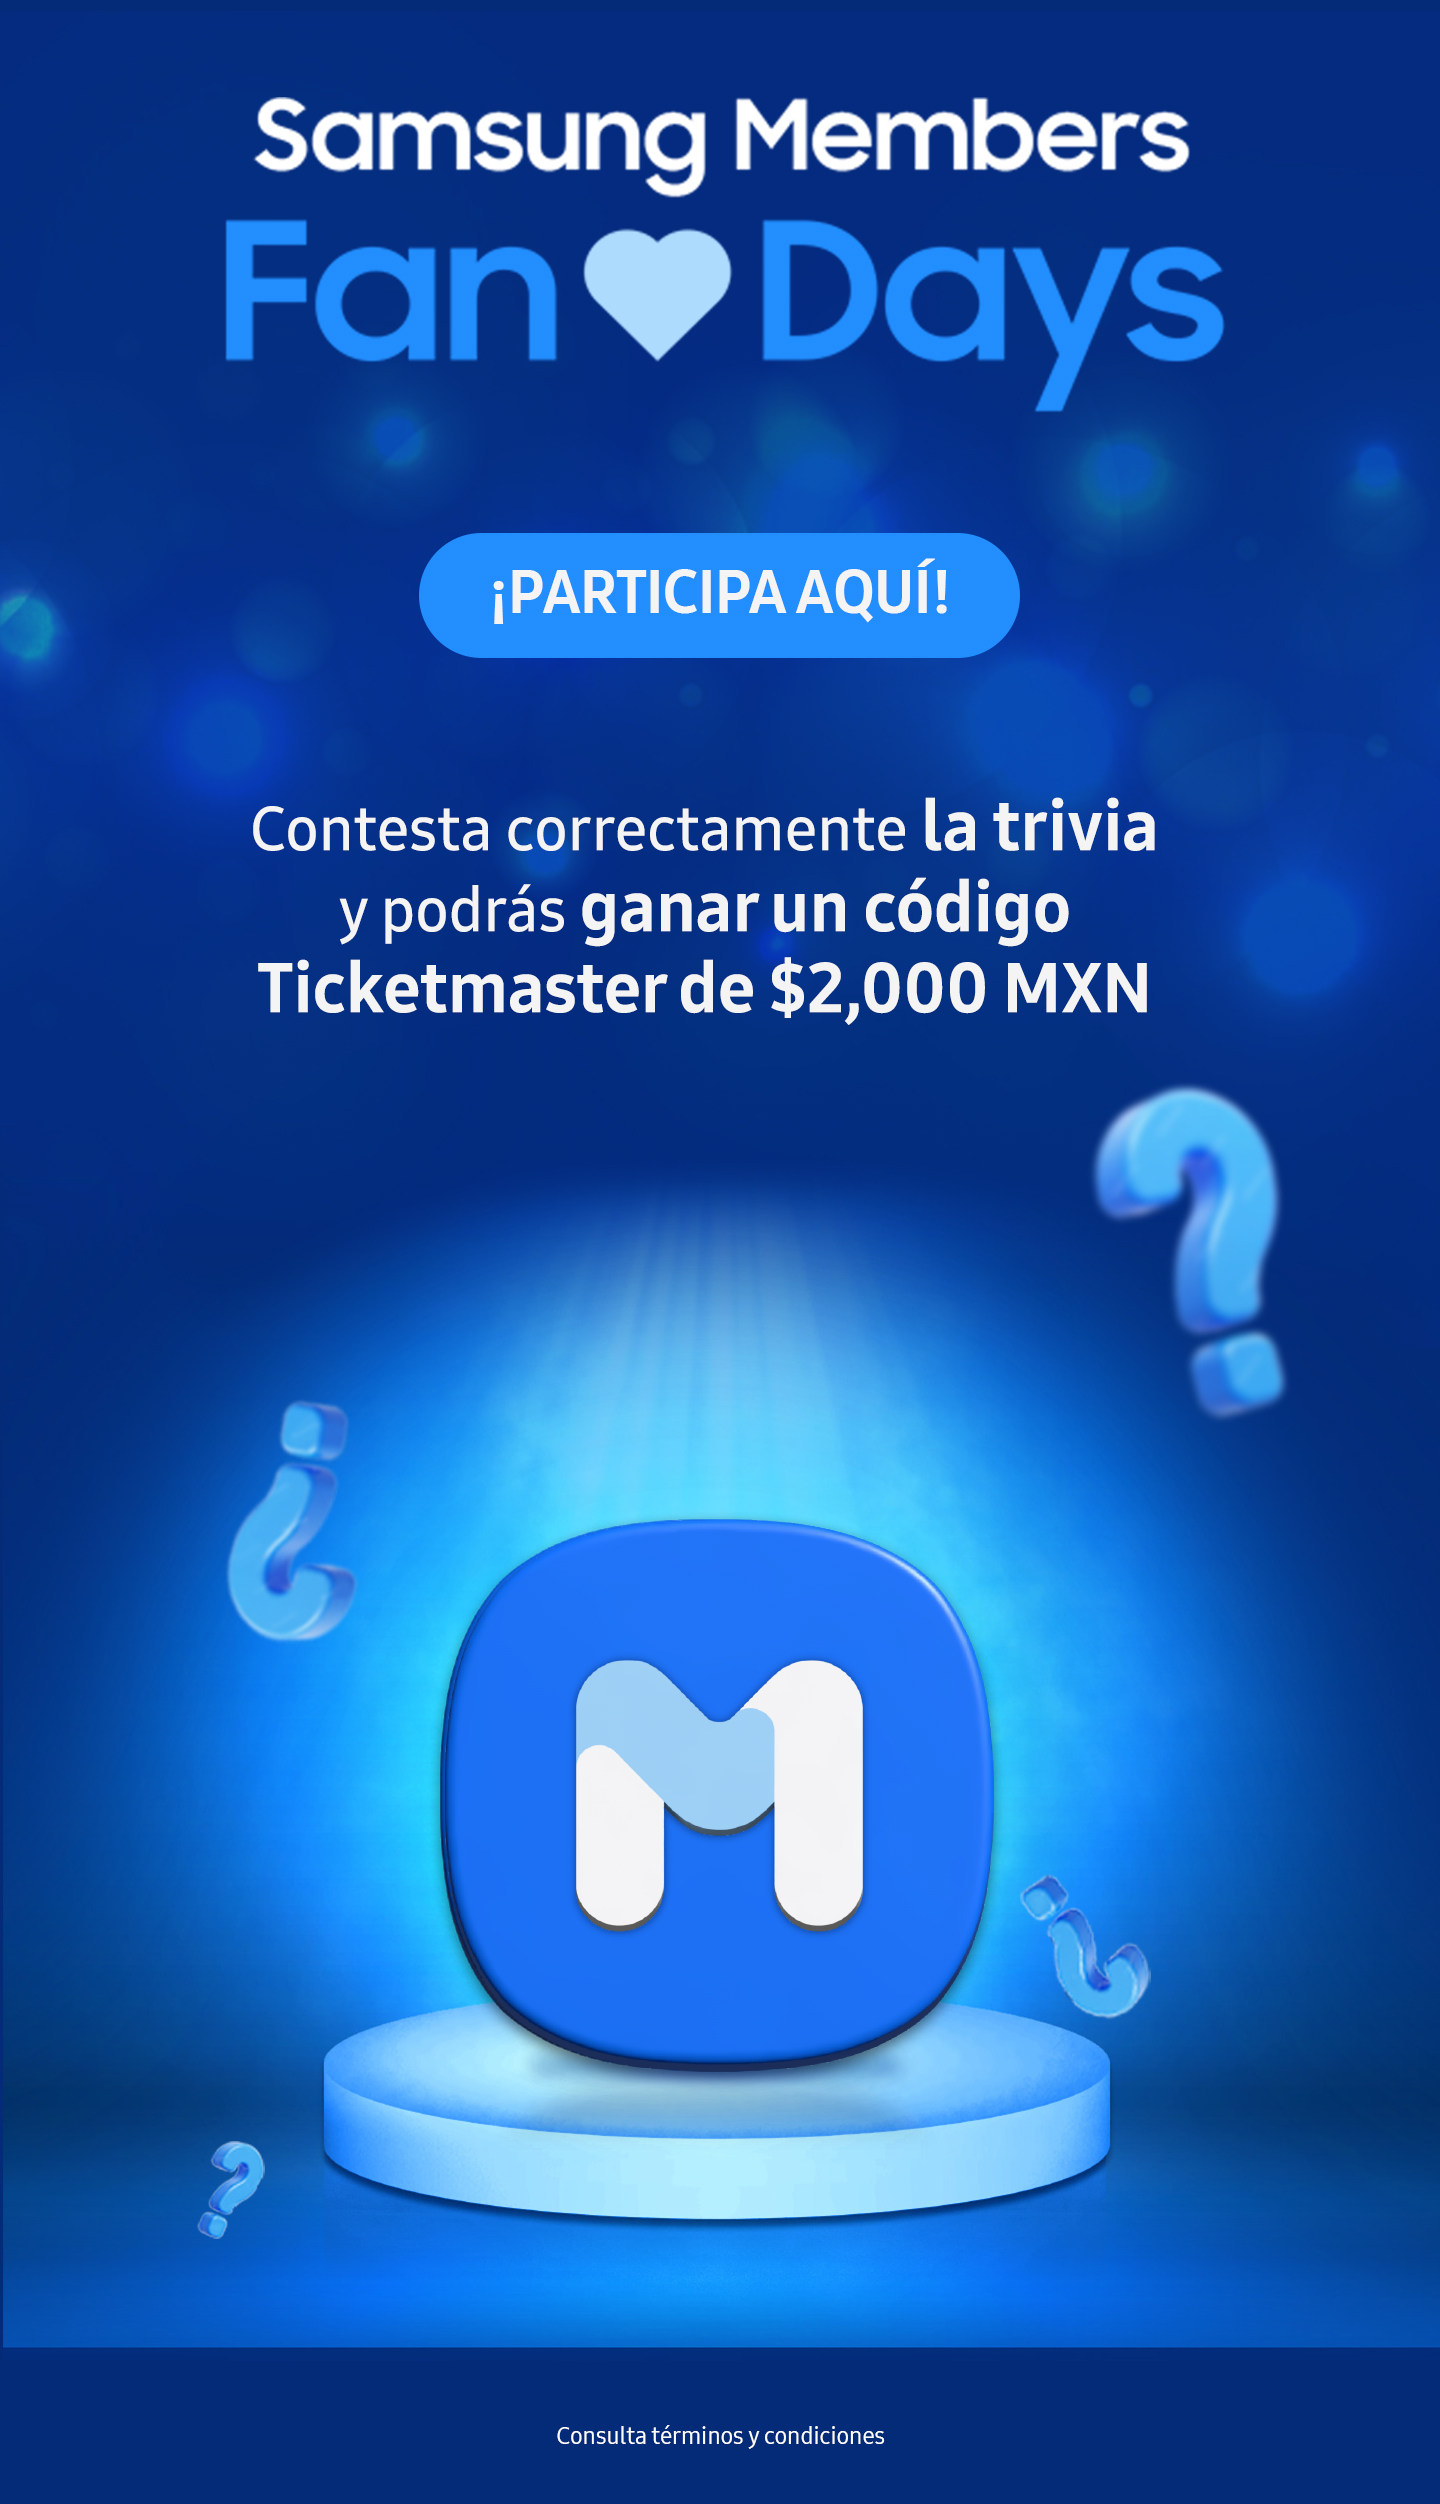 Samsung Members
Fan Days
¡PARTICIPA AQUÍ!
Contesta correctamente la trivia
y podrás ganar un código
Ticketmaster de $2,000 MXN
Consulta términos y condiciones